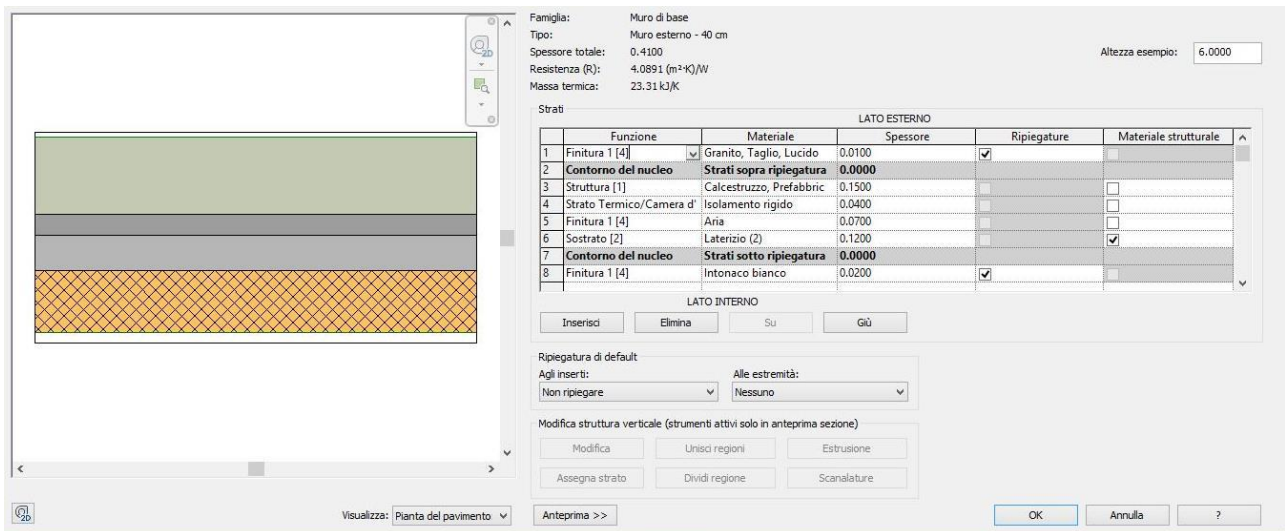 Famiglia: Muro di base
Tipo: Muro esterno - 40 cm
Spessore totale: 0.4100
Altezza esempio: 6.0000
Resistenza (R): 4.0891 (m²·K)/W
Massa termica: 23.31 kJ/K
Strati
LATO ESTERNO
Funzione Materiale Spessore Ripiegature Materiale strutturale
1 Finitura 1 [4] Granito, Taglio, Lucido 0.0100
2 Contorno del nucleo Strati sopra ripiegatura 0.0000
3 Struttura [1] Calcestruzzo, Prefabbric 0.1500
4 Strato Termico/Camera d' Isolamento rigido 0.0400
5 Finitura 1 [4] Aria 0.0700
6 Sostrato [2] Laterizio (2) 0.1200
7 Contorno del nucleo Strati sotto ripiegatura 0.0000
8 Finitura 1 [4] Intonaco bianco 0.0200
LATO INTERNO
Inserisci Elimina Su Giù
Ripiegatura di default
Agli inserti: Alle estremità:
Non ripiegare Nessuno
Modifica struttura verticale (strumenti attivi solo in anteprima sezione)
Modifica Unisci regioni Estrusione
Assegna strato Dividi regione Scanalature
2D
2D
Visualizza: Pianta del pavimento Anteprima >> OK Annulla ?